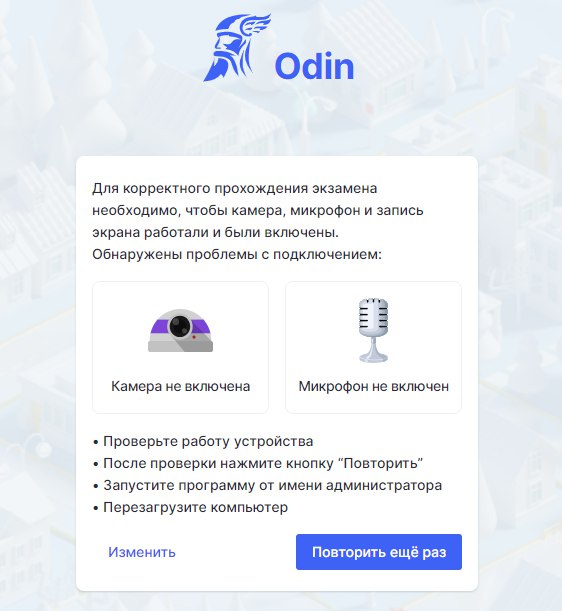 Odin
Для корректного прохождения экзамена
необходимо, чтобы камера, микрофон и запись
экрана работали и были включены.
Обнаружены проблемы с подключением:
Камера не включена
Микрофон не включен
• Проверьте работу устройства
• После проверки нажмите кнопку “Повторить”
• Запустите программу от имени администратора
• Перезагрузите компьютер
Изменить
Повторить ещё раз